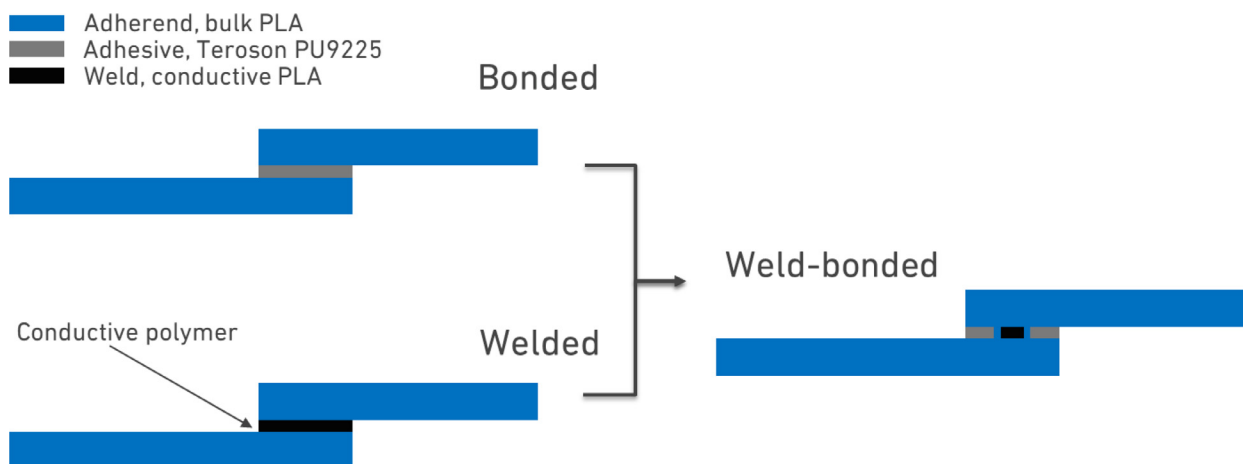 Adherend, bulk PLA
Adhesive, Teroson PU9225
Weld, conductive PLA
Bonded
Weld-bonded
Conductive polymer
Welded